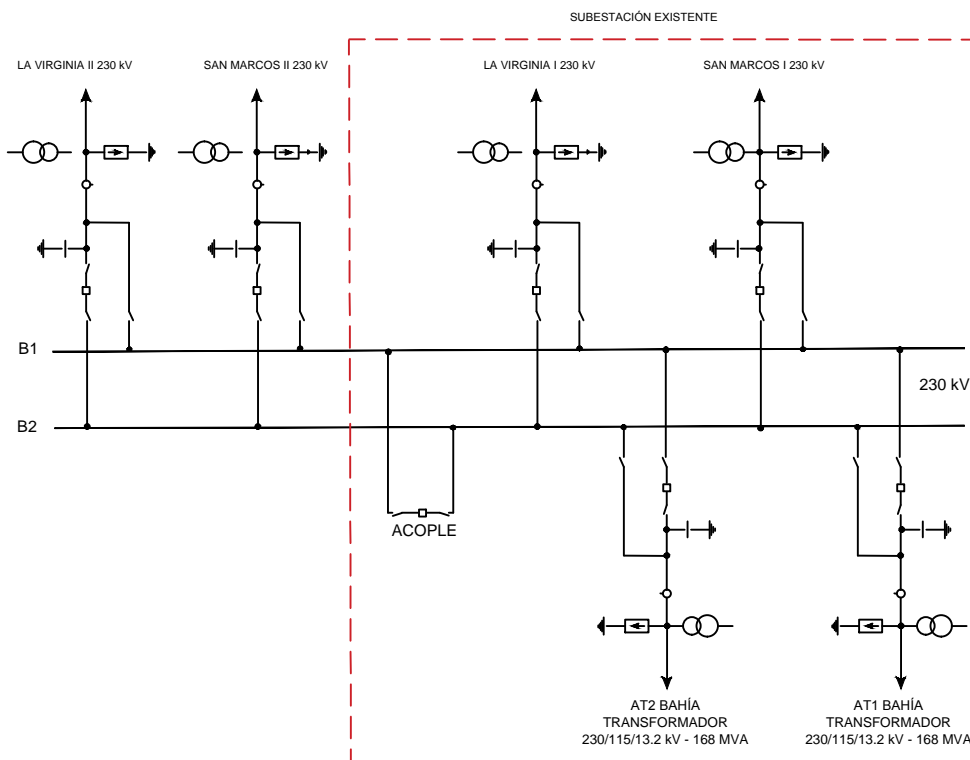 SUBESTACIÓN EXISTENTE
LA VIRGINIA II 230 kV
SAN MARCOS II 230 kV
LA VIRGINIA I 230 kV
SAN MARCOS I 230 kV
B1
230 kV
B2
ACOPLE
AT2 BAHÍA
TRANSFORMADOR
230/115/13.2 kV - 168 MVA
AT1 BAHÍA
TRANSFORMADOR
230/115/13.2 kV - 168 MVA